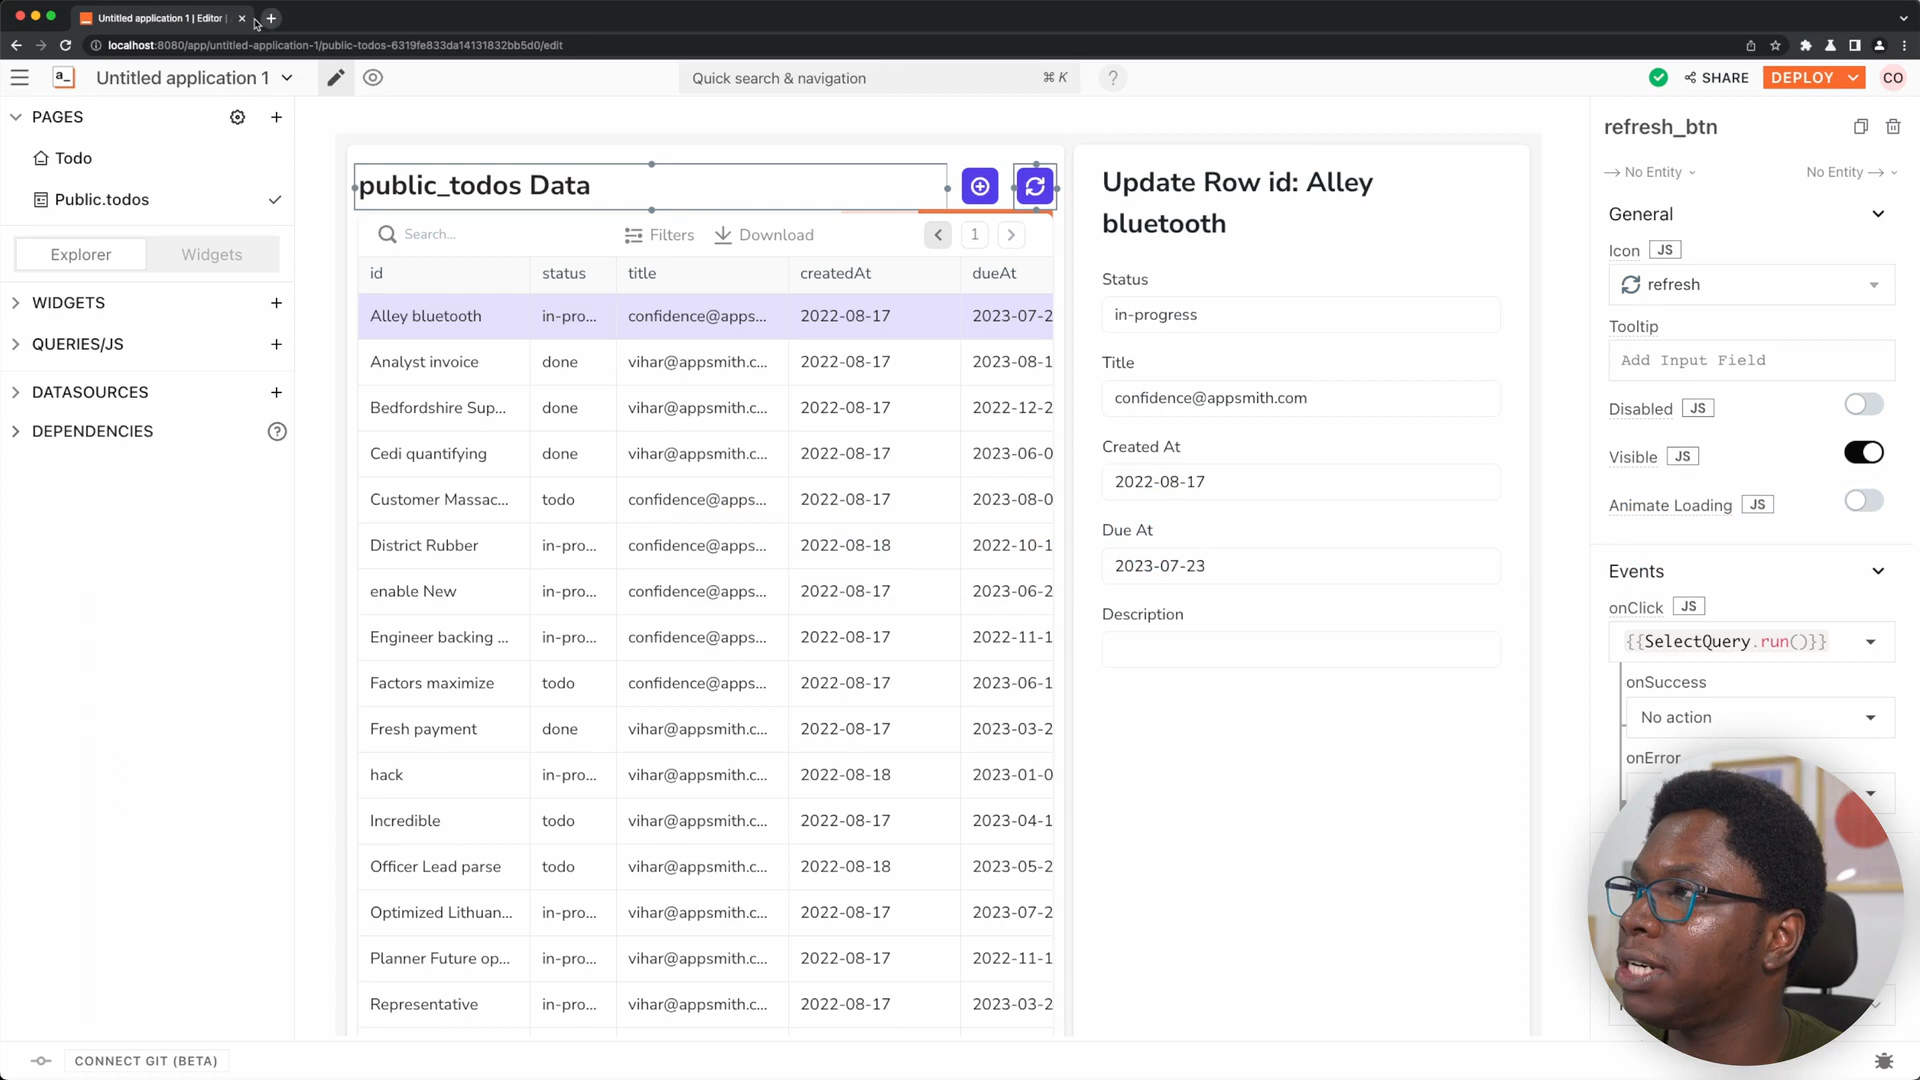 Untitled application 1 | Editor |
localhost:8080/app/untitled-application-1/public-todos-6319fe833da14131832bb5d0/edit
a_
Untitled application 1
Quick search & navigation
⌘ K
?
SHARE
DEPLOY
CO
PAGES
Todo
Public.todos
Explorer
Widgets
WIDGETS
QUERIES/JS
DATASOURCES
DEPENDENCIES
?
public_todos Data
Search...
Filters
Download
1
id status title createdAt dueAt
Alley bluetooth in-pro... confidence@apps... 2022-08-17 2023-07-2
Analyst invoice done vihar@appsmith.c... 2022-08-17 2023-08-1
Bedfordshire Sup... done vihar@appsmith.c... 2022-08-17 2022-12-2
Cedi quantifying done vihar@appsmith.c... 2022-08-17 2023-06-0
Customer Massac... todo confidence@apps... 2022-08-17 2023-08-0
District Rubber in-pro... confidence@apps... 2022-08-18 2022-10-1
enable New in-pro... confidence@apps... 2022-08-17 2023-06-2
Engineer backing ... in-pro... confidence@apps... 2022-08-17 2022-11-1
Factors maximize todo confidence@apps... 2022-08-17 2023-06-1
Fresh payment done vihar@appsmith.c... 2022-08-17 2023-03-2
hack in-pro... vihar@appsmith.c... 2022-08-18 2023-01-0
Incredible todo vihar@appsmith.c... 2022-08-17 2023-04-1
Officer Lead parse todo vihar@appsmith.c... 2022-08-18 2023-05-2
Optimized Lithuan... in-pro... vihar@appsmith.c... 2022-08-17 2023-07-2
Planner Future op... in-pro... vihar@appsmith.c... 2022-08-17 2022-11-1
Representative in-pro... vihar@appsmith.c... 2022-08-17 2023-03-2
Update Row id: Alley
bluetooth
Status
in-progress
Title
confidence@appsmith.com
Created At
2022-08-17
Due At
2023-07-23
Description
refresh_btn
No Entity
No Entity
General
Icon JS
refresh
Tooltip
Add Input Field
Disabled JS
Visible JS
Animate Loading JS
Events
onClick JS
{{SelectQuery.run()}}
onSuccess
No action
onError
CONNECT GIT (BETA)